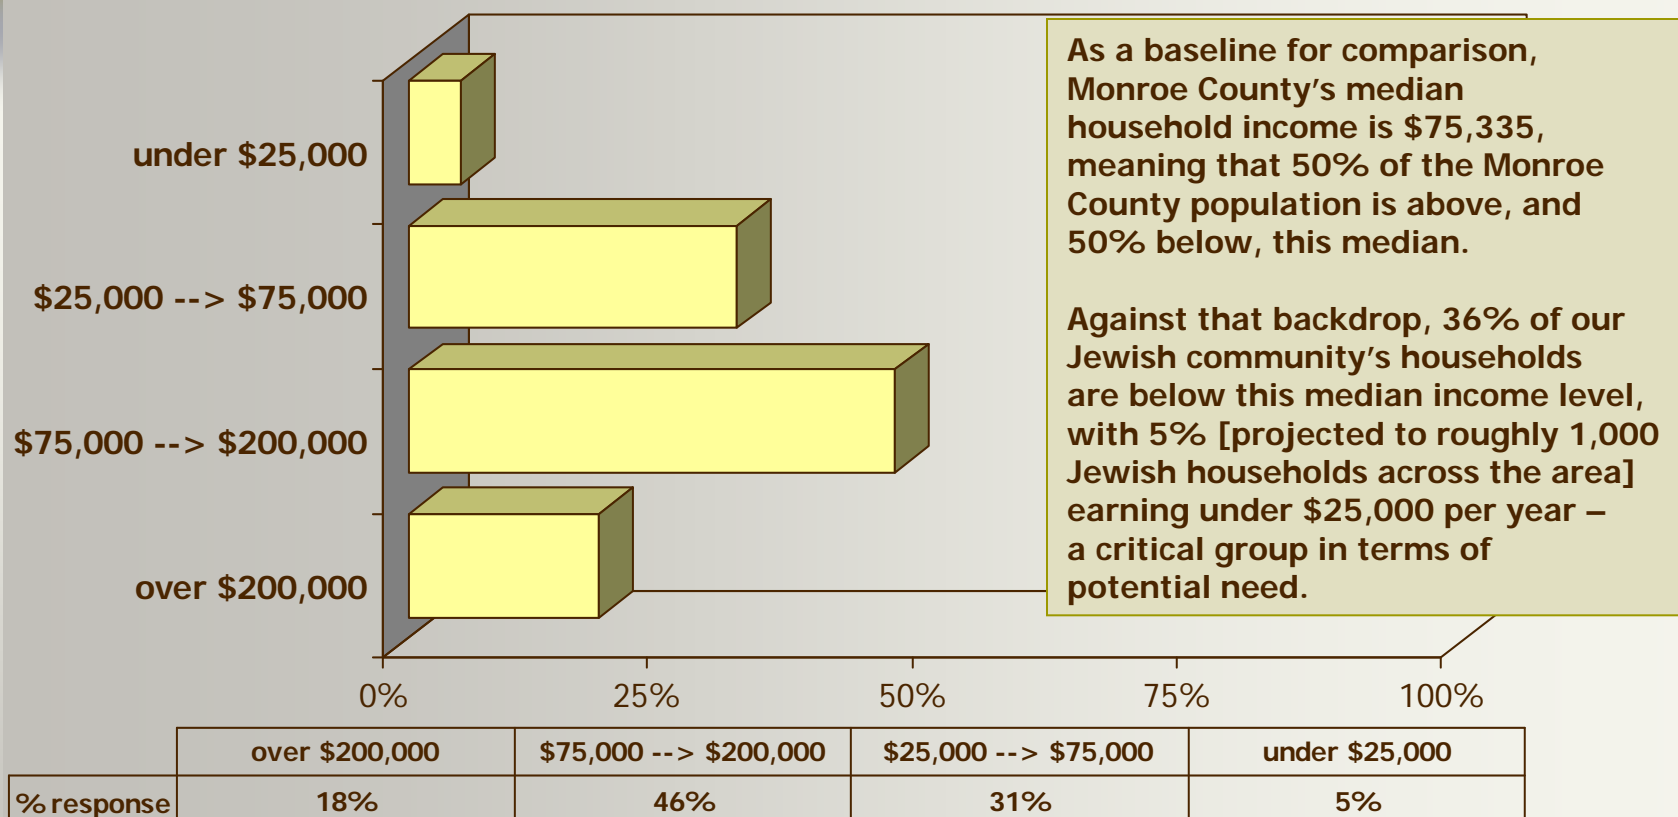 As a baseline for comparison,
Monroe County’s median
household income is $75,335,
meaning that 50% of the Monroe
County population is above, and
50% below, this median.
Against that backdrop, 36% of our
Jewish community’s households
are below this median income level,
with 5% [projected to roughly 1,000
Jewish households across the area]
earning under $25,000 per year –
a critical group in terms of
potential need.
under $25,000
$25,000 --> $75,000
$75,000 --> $200,000
over $200,000
0% 25% 50% 75% 100%
over $200,000 $75,000 --> $200,000 $25,000 --> $75,000 under $25,000
% response 18% 46% 31% 5%